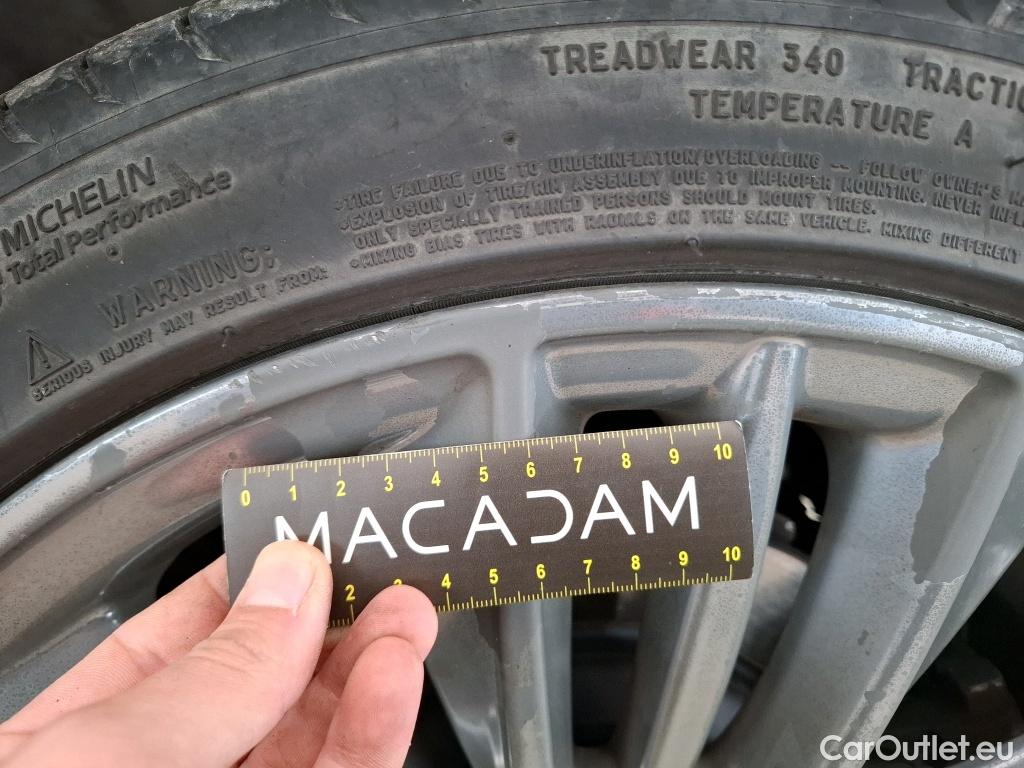 TREADWEAR 340 TRACTIO
TEMPERATURE A
MICHELIN
Total Performance
WARNING:
SERIOUS INJURY MAY RESULT FROM:
•TIRE FAILURE DUE TO UNDERINFLATION/OVERLOADING -- FOLLOW OWNER'S MA
•EXPLOSION OF TIRE/RIM ASSEMBLY DUE TO IMPROPER MOUNTING. NEVER INFL
ONLY SPECIALLY TRAINED PERSONS SHOULD MOUNT TIRES.
•MIXING BIAS TIRES WITH RADIALS ON THE SAME VEHICLE. MIXING DIFFERENT
0 1 2 3 4 5 6 7 8 9 10
MACADAM
2 3 4 5 6 7 8 9 10
CarOutlet.eu